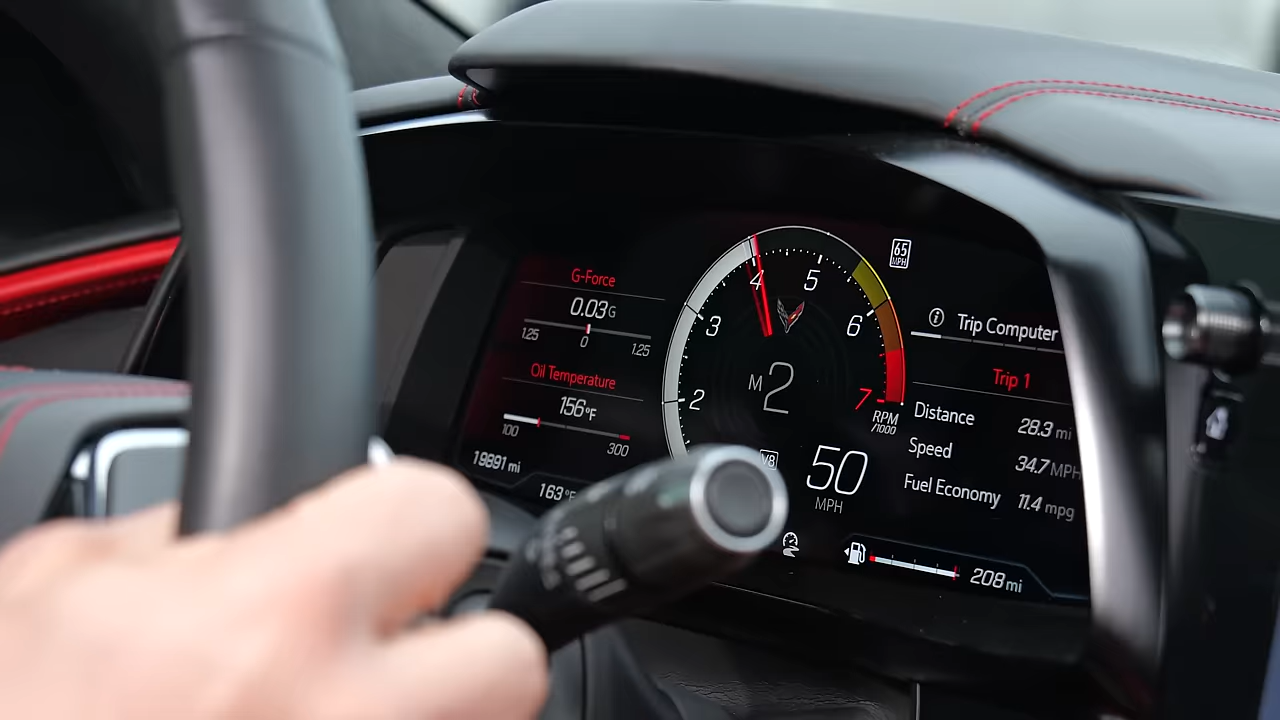 G-Force
0.03G
1.25 0 1.25
Oil Temperature
156°F
100 300
19891 mi
163°F
2 3 4 5 6 7
RPM
/1000
M2
V8
50
MPH
65
MPH
Trip Computer
Trip 1
Distance 28.3 mi
Speed 34.7 MPH
Fuel Economy 11.4 mpg
208 mi